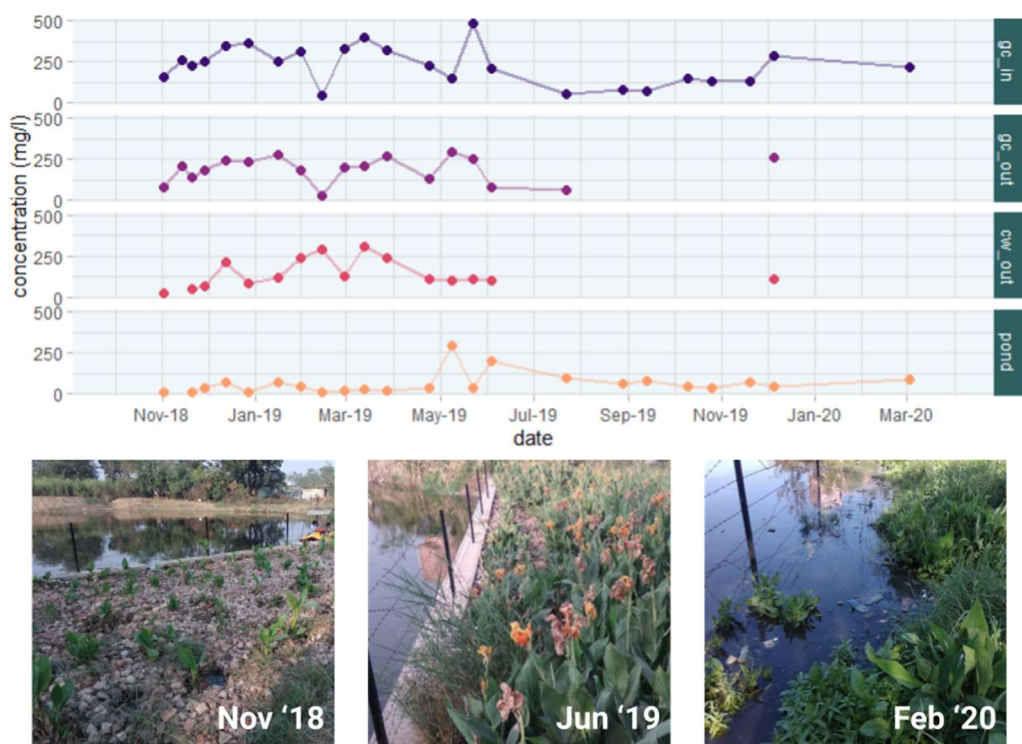 concentration (mg/l)
500
250
0
gc_in
500
250
0
gc_out
500
250
0
cw_out
500
250
0
pond
Nov-18 Jan-19 Mar-19 May-19 Jul-19 Sep-19 Nov-19 Jan-20 Mar-20
date
Nov ‘18 Jun ‘19 Feb ‘20